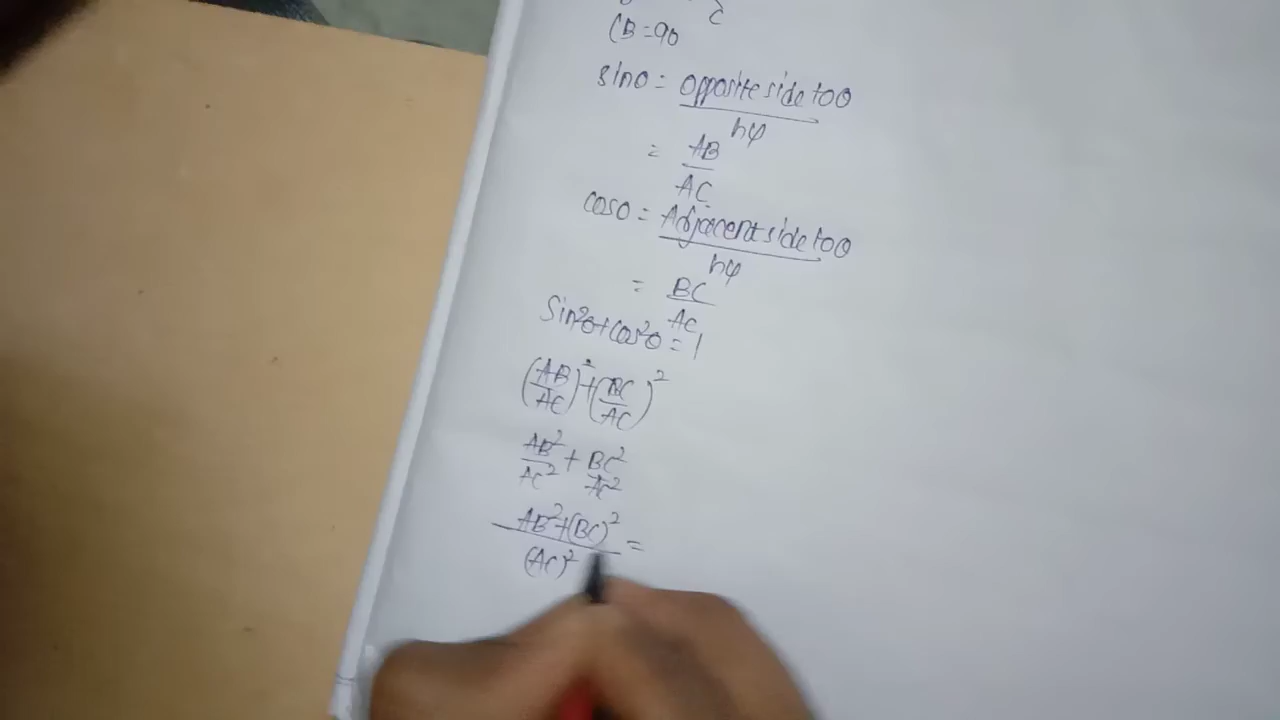 ∠B = 90
sinθ = Opposite side to θ
hyp
= AB
AC
cosθ = Adjacent side to θ
hyp
= BC
AC
Sin²θ+cos²θ = 1
(AB/AC)²+(BC/AC)²
AB²/AC² + BC²/AC²
AB²+(BC)² =
(AC)²